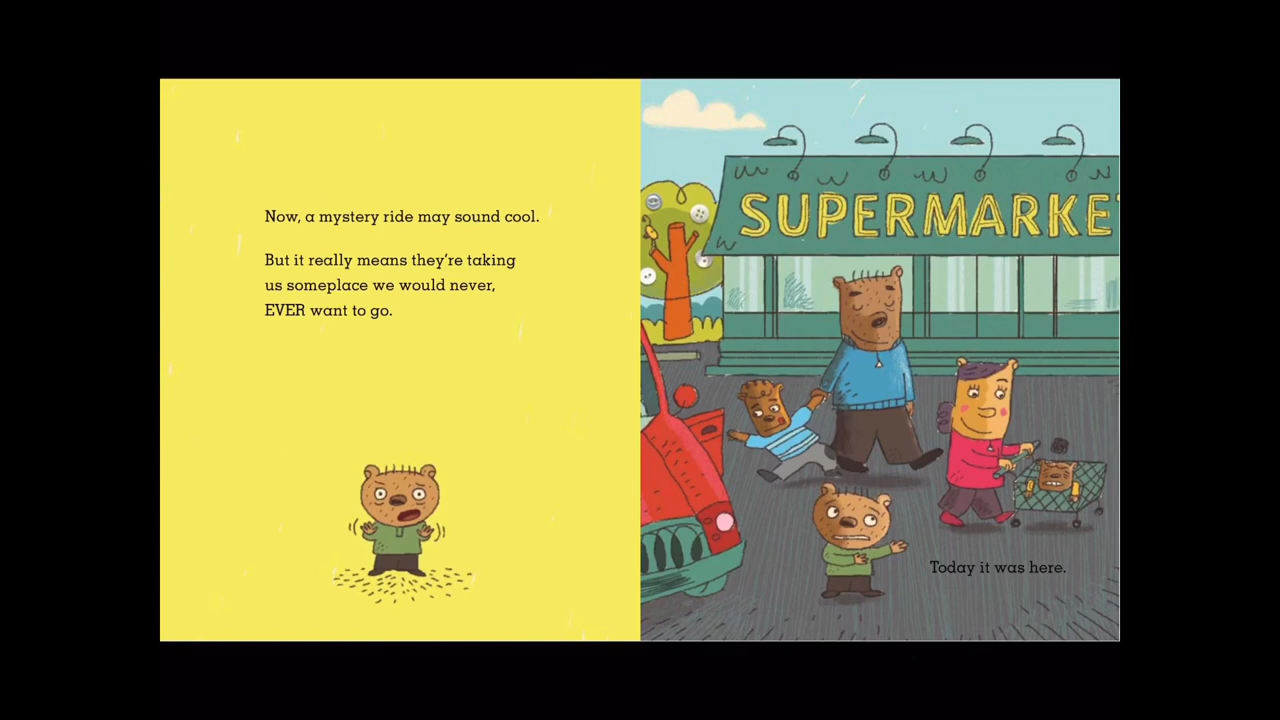 Now, a mystery ride may sound cool.
But it really means they're taking
us someplace we would never,
EVER want to go.
SUPERMARKET
Today it was here.